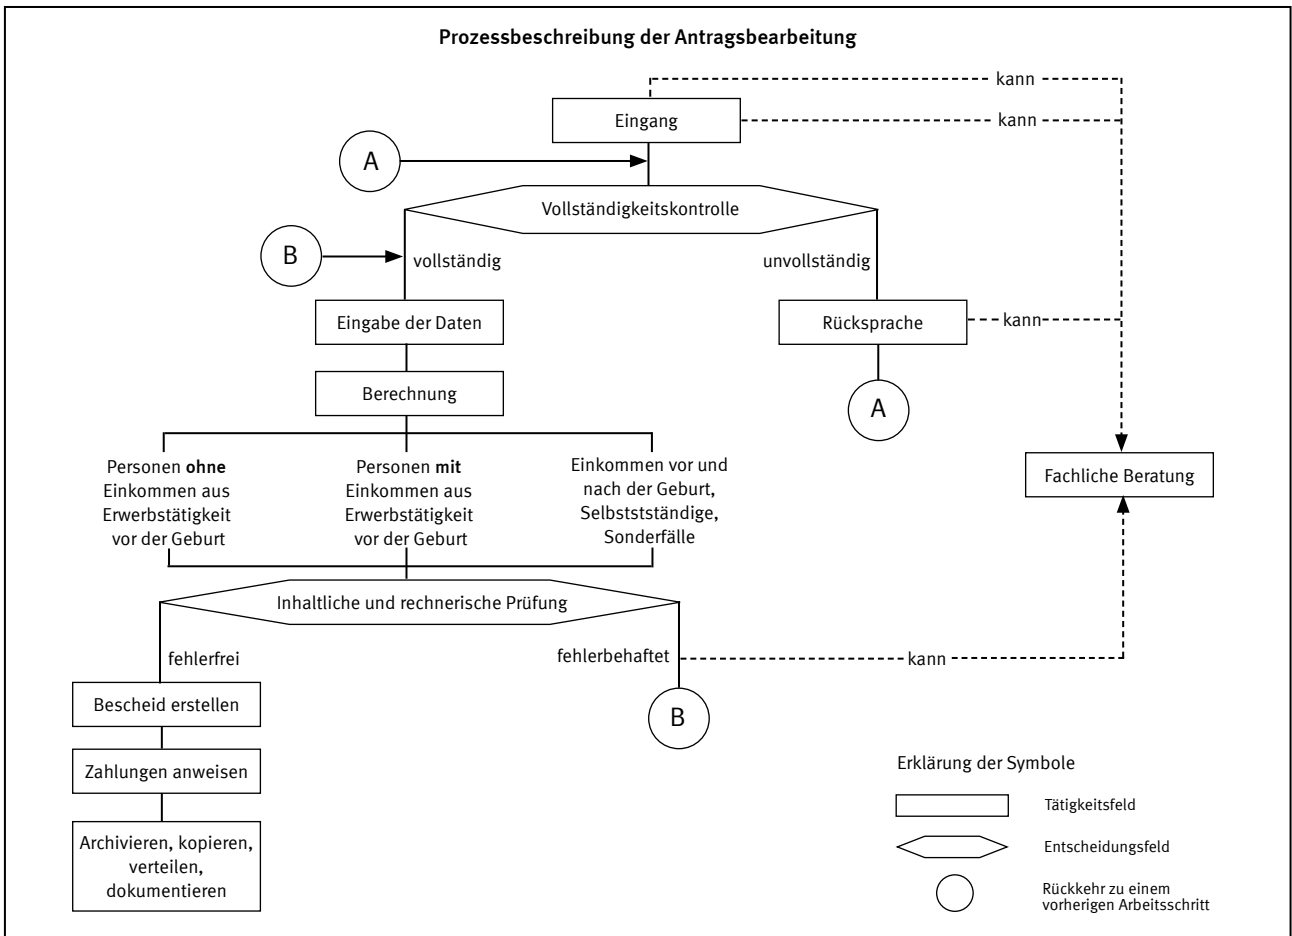 Prozessbeschreibung der Antragsbearbeitung
kann
Eingang
kann
A
Vollständigkeitskontrolle
B
vollständig
unvollständig
Eingabe der Daten
Rücksprache
kann
Berechnung
A
Personen ohne
Einkommen aus
Erwerbstätigkeit
vor der Geburt
Personen mit
Einkommen aus
Erwerbstätigkeit
vor der Geburt
Einkommen vor und
nach der Geburt,
Selbstständige,
Sonderfälle
Fachliche Beratung
Inhaltliche und rechnerische Prüfung
fehlerfrei
fehlerbehaftet
kann
Bescheid erstellen
B
Zahlungen anweisen
Archivieren, kopieren,
verteilen,
dokumentieren
Erklärung der Symbole
Tätigkeitsfeld
Entscheidungsfeld
Rückkehr zu einem
vorherigen Arbeitsschritt